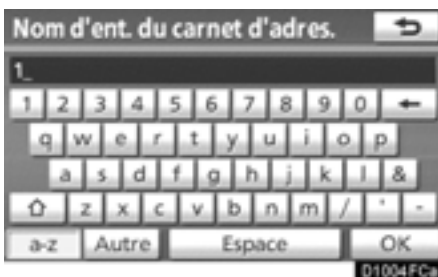 Nom d'ent. du carnet d'adres.
1_
1 2 3 4 5 6 7 8 9 0 ←
q w e r t y u i o p
a s d f g h j k l &
⇧ z x c v b n m / ' -
a-z Autre Espace OK
D1004FCa